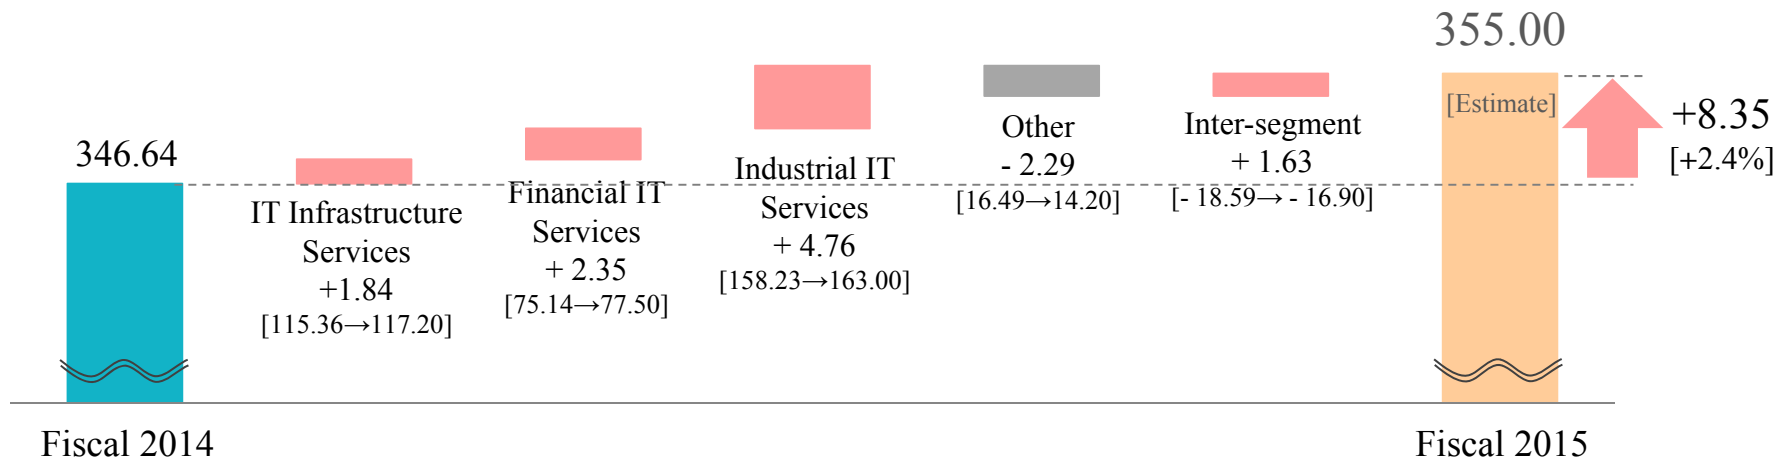 346.64
IT Infrastructure
Services
+1.84
[115.36→117.20]
Financial IT
Services
+ 2.35
[75.14→77.50]
Industrial IT
Services
+ 4.76
[158.23→163.00]
Other
- 2.29
[16.49→14.20]
Inter-segment
+ 1.63
[- 18.59→ - 16.90]
355.00
[Estimate]
+8.35
[+2.4%]
Fiscal 2014
Fiscal 2015